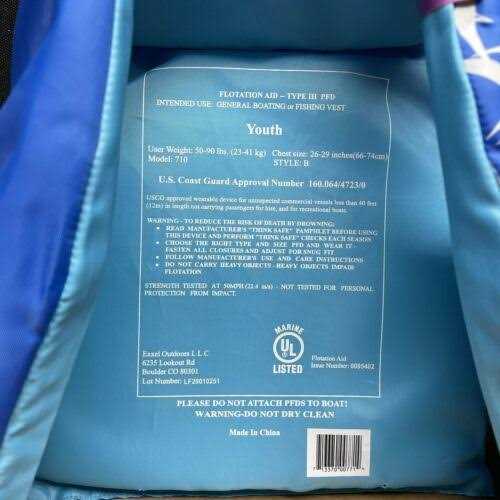 FLOTATION AID - TYPE III PFD
INTENDED USE: GENERAL BOATING or FISHING VEST
Youth
User Weight: 50-90 lbs. (23-41 kg) Chest size: 26-29 inches(66-74cm)
Model: 710 STYLE: B
U.S. Coast Guard Approval Number 160.064/4723/0
USCG approved wearable device for uninspected commercial vessels less than 40 feet
(12m) in length not carrying passengers for hire, and for recreational boats.
WARNING - TO REDUCE THE RISK OF DEATH BY DROWNING:
• READ MANUFACTURER'S "THINK SAFE" PAMPHLET BEFORE USING
THIS DEVICE AND PERFORM "THINK SAFE" CHECKS EACH SEASON
• CHOOSE THE RIGHT TYPE AND SIZE PFD AND WEAR IT -
FASTEN ALL CLOSURES AND ADJUST FOR SNUG FIT
• FOLLOW MANUFACTURER'S USE AND CARE INSTRUCTIONS
• DO NOT CARRY HEAVY OBJECTS - HEAVY OBJECTS IMPAIR
FLOTATION
STRENGTH TESTED AT 50MPH (22.4 m/s) - NOT TESTED FOR PERSONAL
PROTECTION FROM IMPACT.
MARINE
UL
LISTED
Exxel Outdoors L L C
6235 Lookout Rd
Boulder CO 80301
Lot Number: LF20010251
Flotation Aid
Issue Number: 0085402
PLEASE DO NOT ATTACH PFDS TO BOAT!
WARNING-DO NOT DRY CLEAN
Made In China